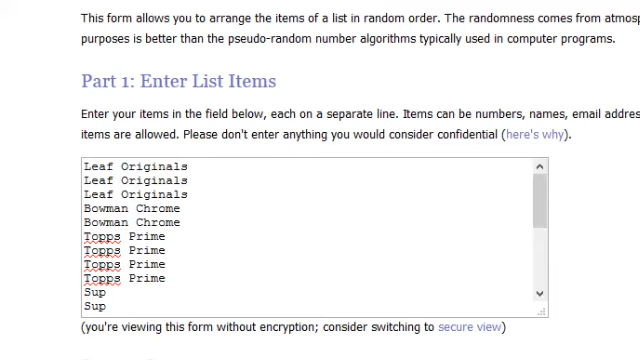 This form allows you to arrange the items of a list in random order. The randomness comes from
purposes is better than the pseudo-random number algorithms typically used in computer programs.
Part 1: Enter List Items
Enter your items in the field below, each on a separate line. Items can be numbers, names, email
items are allowed. Please don't enter anything you would consider confidential (here's why).
Leaf Originals
Leaf Originals
Leaf Originals
Bowman Chrome
Bowman Chrome
Topps Prime
Topps Prime
Topps Prime
Topps Prime
Sup
Sup
(you're viewing this form without encryption; consider switching to secure view)